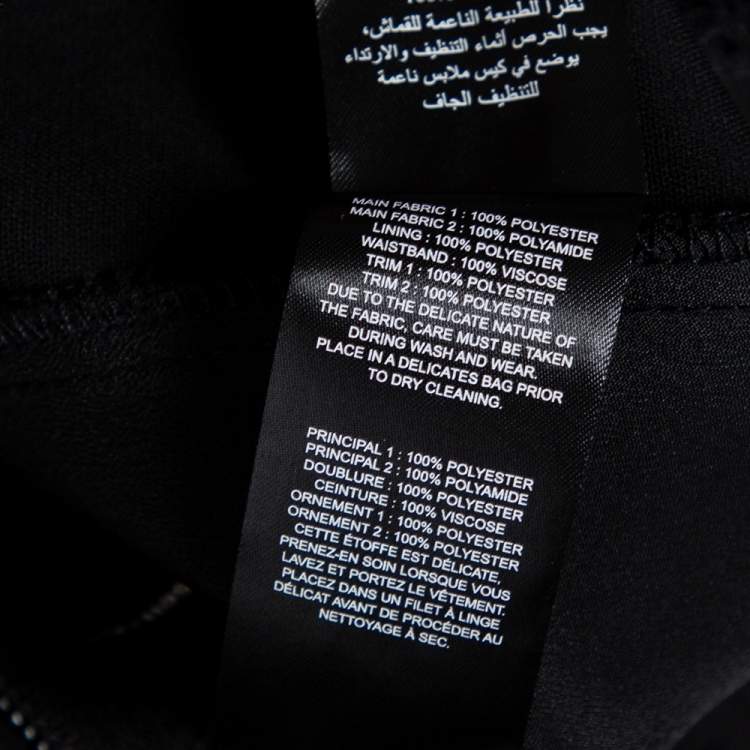 نظراً للطبيعة الناعمة للقماش،
يجب الحرص أثناء التنظيف والارتداء
يوضع في كيس ملابس ناعمة
للتنظيف الجاف
MAIN FABRIC 1 : 100% POLYESTER
MAIN FABRIC 2 : 100% POLYAMIDE
LINING : 100% POLYESTER
WAISTBAND : 100% VISCOSE
TRIM 1 : 100% POLYESTER
TRIM 2 : 100% POLYESTER
DUE TO THE DELICATE NATURE OF
THE FABRIC, CARE MUST BE TAKEN
DURING WASH AND WEAR.
PLACE IN A DELICATES BAG PRIOR
TO DRY CLEANING.
PRINCIPAL 1 : 100% POLYESTER
PRINCIPAL 2 : 100% POLYAMIDE
DOUBLURE : 100% POLYESTER
CEINTURE : 100% VISCOSE
ORNEMENT 1 : 100% POLYESTER
ORNEMENT 2 : 100% POLYESTER
CETTE ÉTOFFE EST DÉLICATE,
PRENEZ-EN SOIN LORSQUE VOUS
LAVEZ ET PORTEZ LE VÊTEMENT.
PLACEZ DANS UN FILET À LINGE
DÉLICAT AVANT DE PROCÉDER AU
NETTOYAGE À SEC.